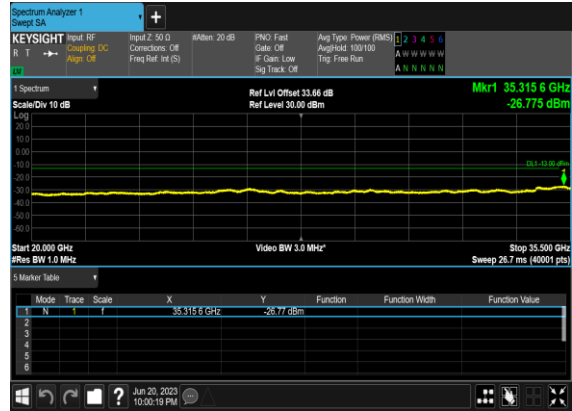 Spectrum Analyzer 1
Swept SA
+
KEYSIGHT Input: RF Input Z: 50 Ω #Atten: 20 dB PNO: Fast Avg Type: Power (RMS) 1 2 3 4 5 6
R T Coupling: DC Corrections: Off Gate: Off Avg|Hold: 100/100 A W W W W W
Align: Off Freq Ref: Int (S) IF Gain: Low Trig: Free Run
Sig Track: Off A N N N N N
1 Spectrum Ref Lvl Offset 33.66 dB Mkr1 35.315 6 GHz
Scale/Div 10 dB Ref Level 30.00 dBm -26.775 dBm
Log
20.0
10.0
0.00
-10.0
DL1 -13.00 dBm
-20.0
-30.0
-40.0
-50.0
-60.0
Start 20.000 GHz Video BW 3.0 MHz* Stop 35.500 GHz
#Res BW 1.0 MHz Sweep 26.7 ms (40001 pts)
5 Marker Table
Mode Trace Scale X Y Function Function Width Function Value
1 N 1 f 35.315 6 GHz -26.77 dBm
2
3
4
5
6
? Jun 20, 2023
10:00:19 PM